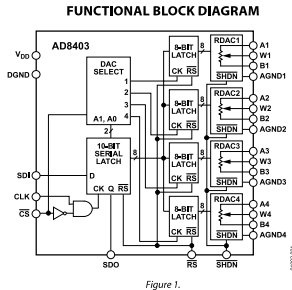 FUNCTIONAL BLOCK DIAGRAM
AD8403
VDD
DGND
DAC
SELECT
A1, A0
1
2
3
4
2
10-BIT
SERIAL
LATCH
D
CK Q RS
SDI
CLK
CS
SDO
8-BIT
LATCH
CK RS
8
RDAC1
SHDN
A1
W1
B1
AGND1
8-BIT
LATCH
CK RS
8
RDAC2
SHDN
A2
W2
B2
AGND2
8-BIT
LATCH
CK RS
8
RDAC3
SHDN
A3
W3
B3
AGND3
8-BIT
LATCH
CK RS
8
RDAC4
SHDN
A4
W4
B4
AGND4
8
RS
SHDN
Figure 1.